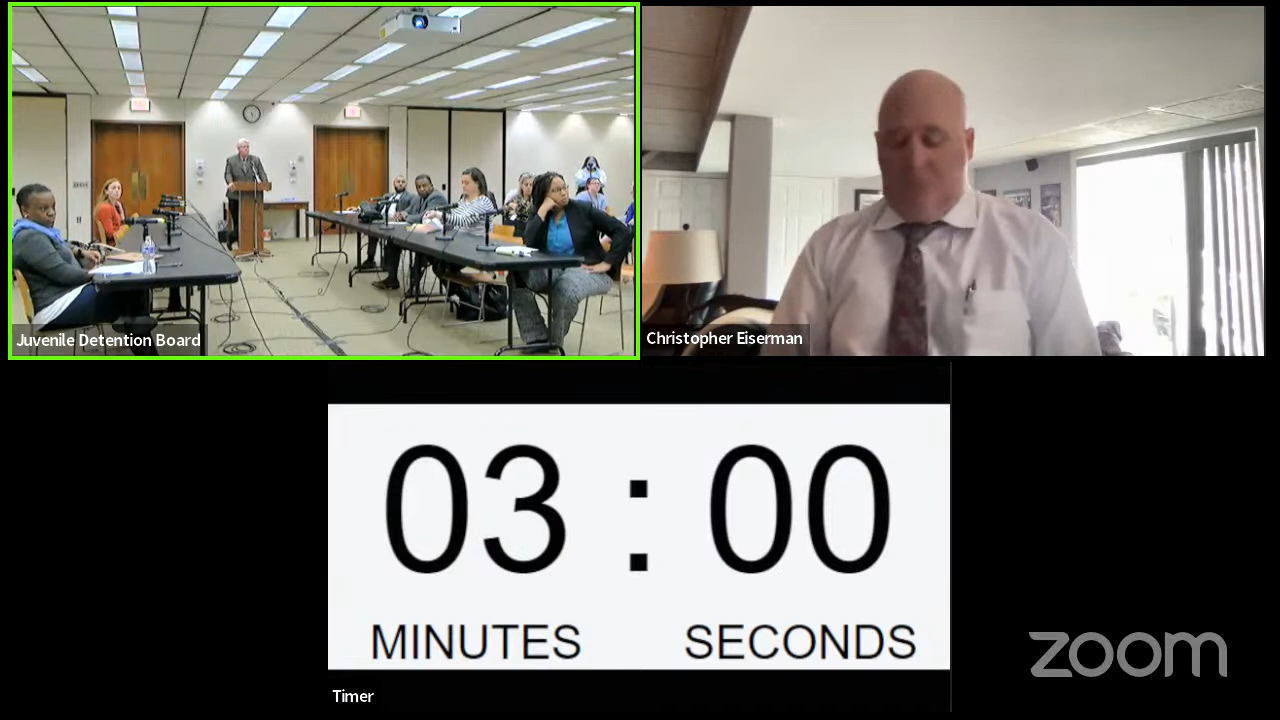 Juvenile Detention Board
Christopher Eiserman
03 : 00
MINUTES SECONDS
Timer
zoom